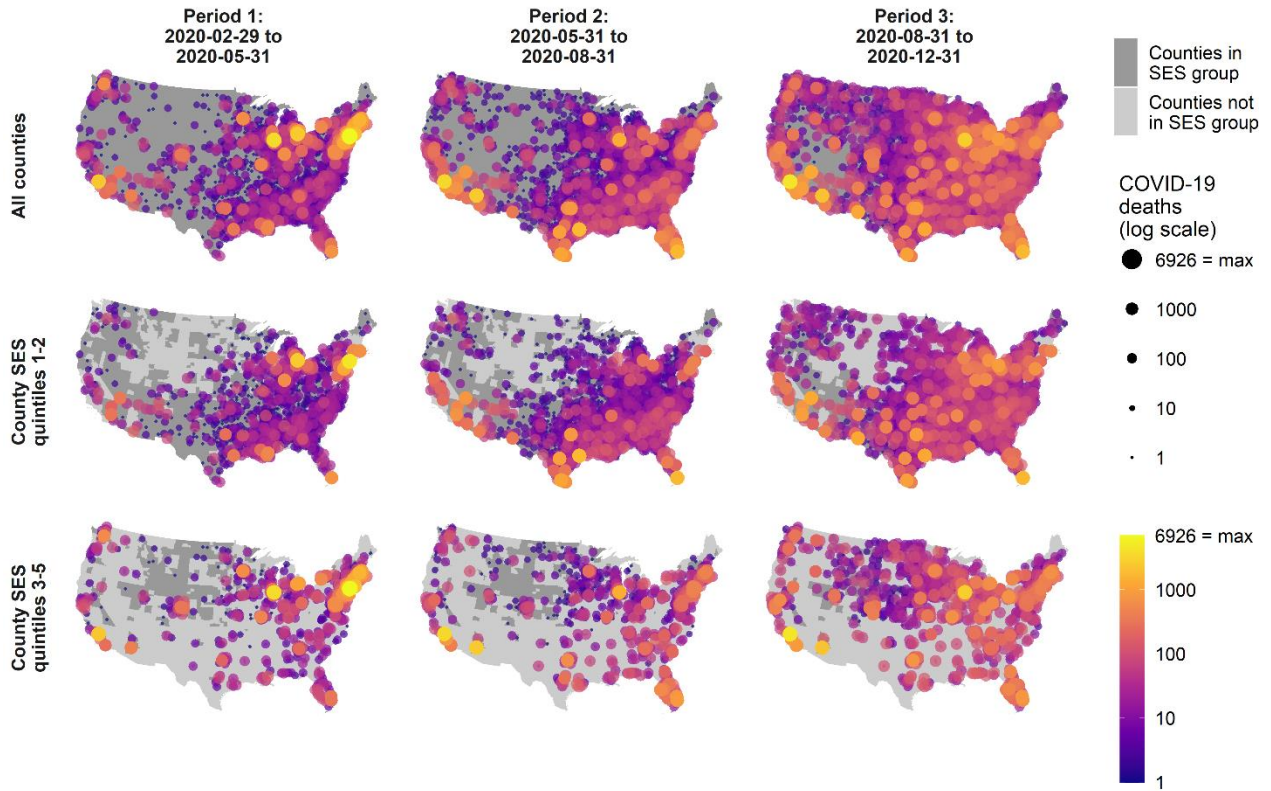 Period 1:
2020-02-29 to
2020-05-31
Period 2:
2020-05-31 to
2020-08-31
Period 3:
2020-08-31 to
2020-12-31
All counties
County SES
quintiles 1-2
County SES
quintiles 3-5
Counties in
SES group
Counties not
in SES group
COVID-19
deaths
(log scale)
6926 = max
1000
100
10
1
6926 = max
1000
100
10
1